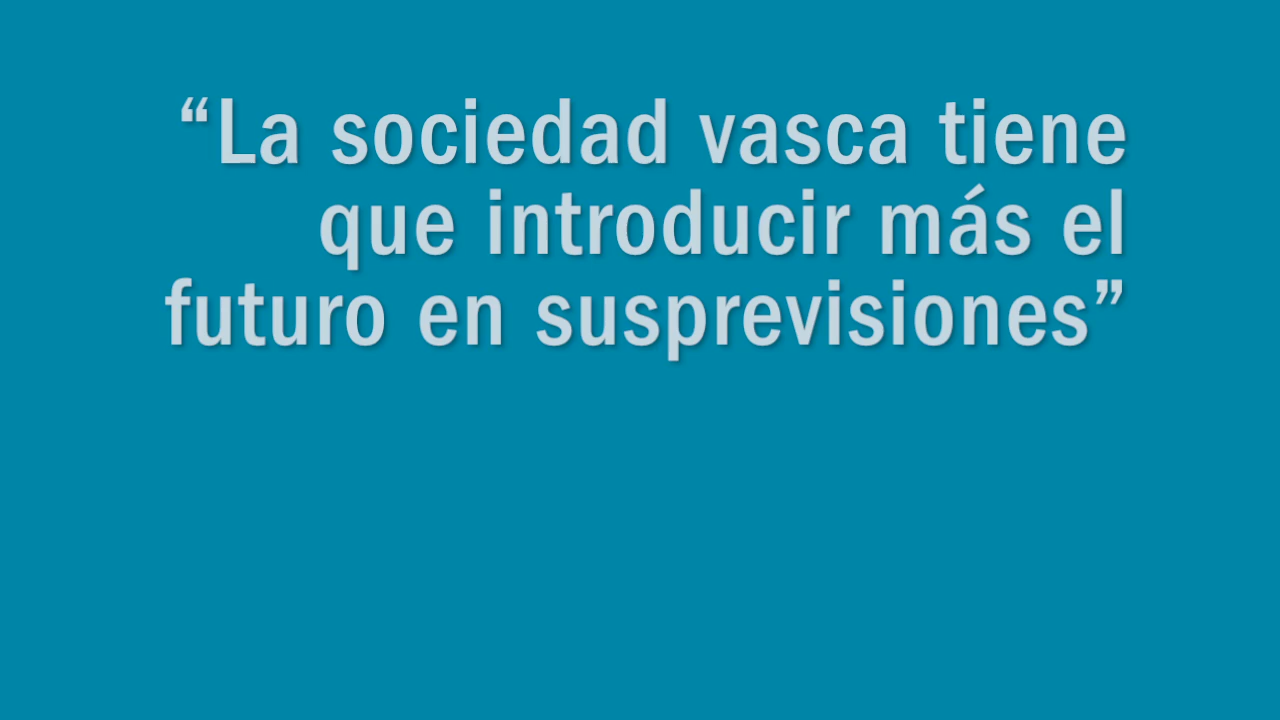 “La sociedad vasca tiene
que introducir más el
futuro en susprevisiones”